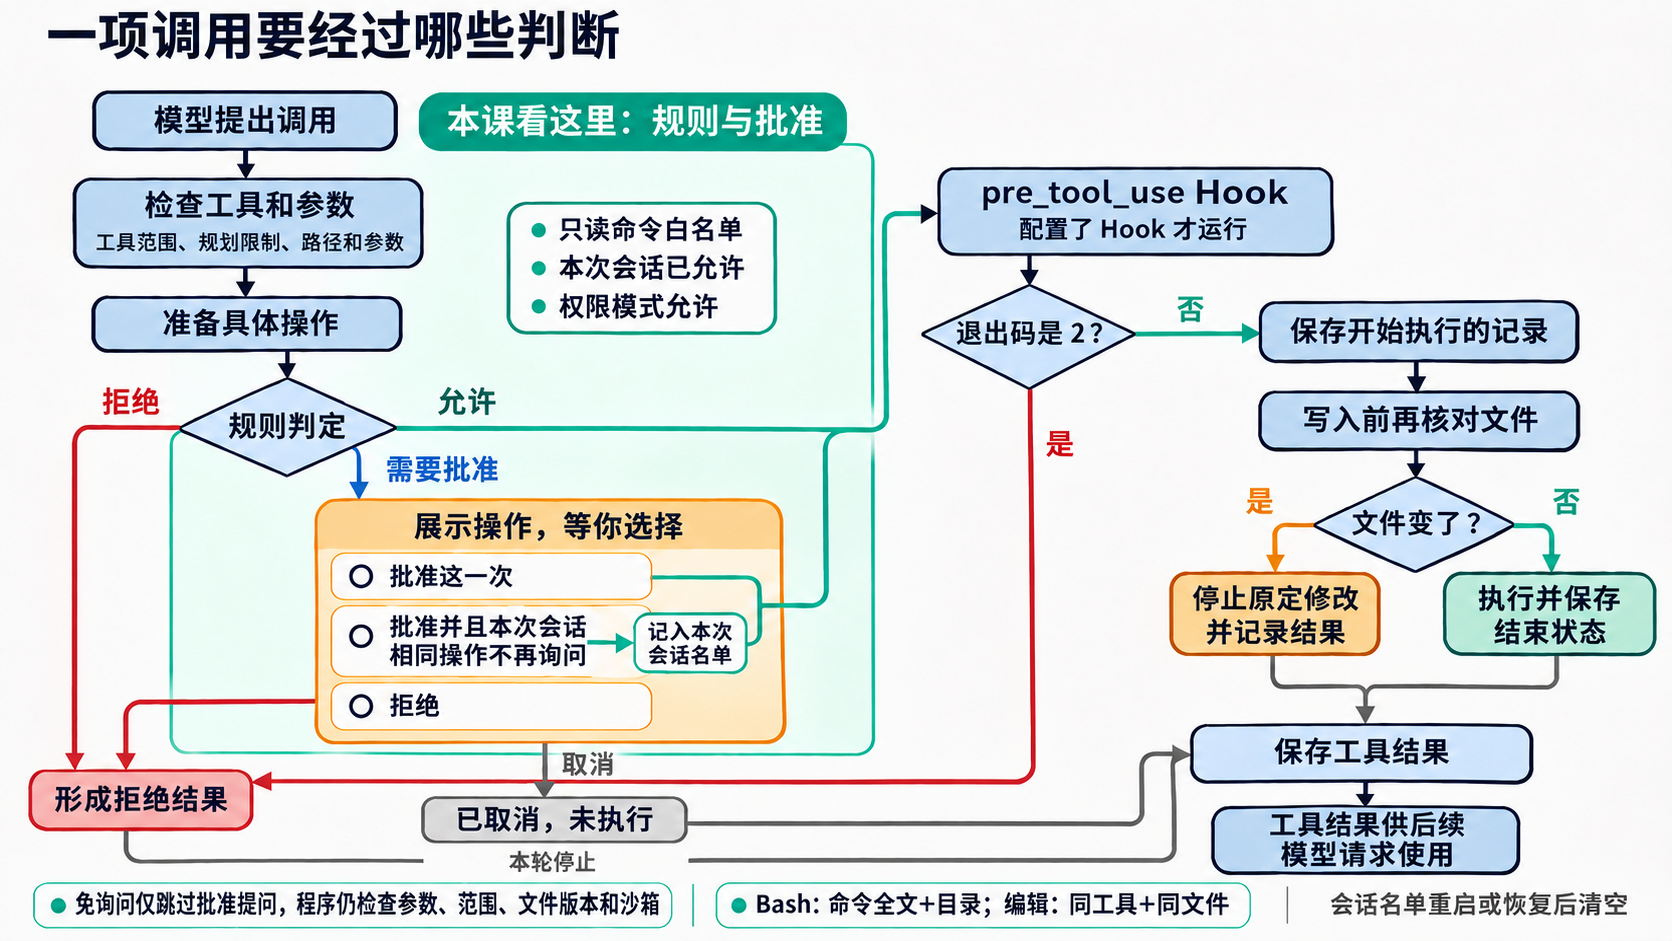 一项调用要经过哪些判断
模型提出调用
检查工具和参数
工具范围、规划限制、路径和参数
准备具体操作
规则判定
拒绝
允许
需要批准
本课看这里：规则与批准
只读命令白名单
本次会话已允许
权限模式允许
展示操作，等你选择
批准这一次
批准并且本次会话
相同操作不再询问
记入本次
会话名单
拒绝
取消
形成拒绝结果
已取消，未执行
本轮停止
pre_tool_use Hook
配置了 Hook 才运行
退出码是 2？
否
是
保存开始执行的记录
写入前再核对文件
文件变了？
是
否
停止原定修改
并记录结果
执行并保存
结束状态
保存工具结果
工具结果供后续
模型请求使用
免询问仅跳过批准提问，程序仍检查参数、范围、文件版本和沙箱
Bash：命令全文+目录；编辑：同工具+同文件
会话名单重启或恢复后清空